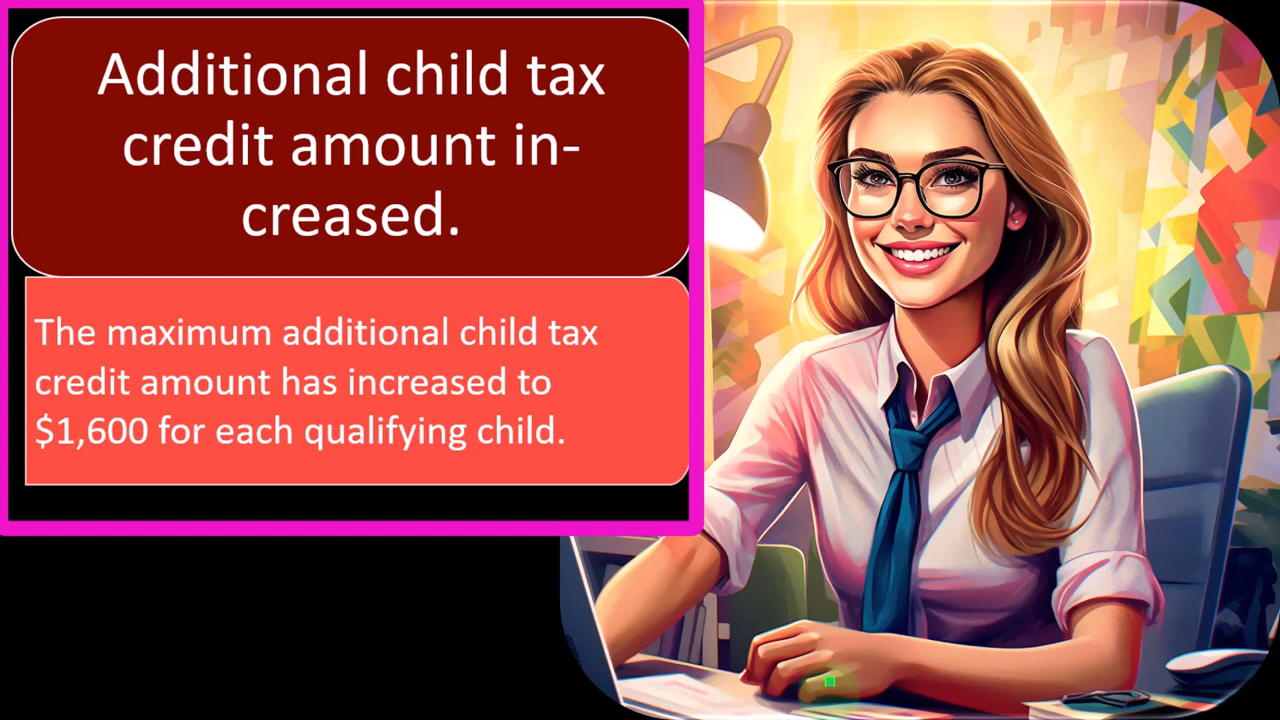 Additional child tax
credit amount in-
creased.
The maximum additional child tax
credit amount has increased to
$1,600 for each qualifying child.